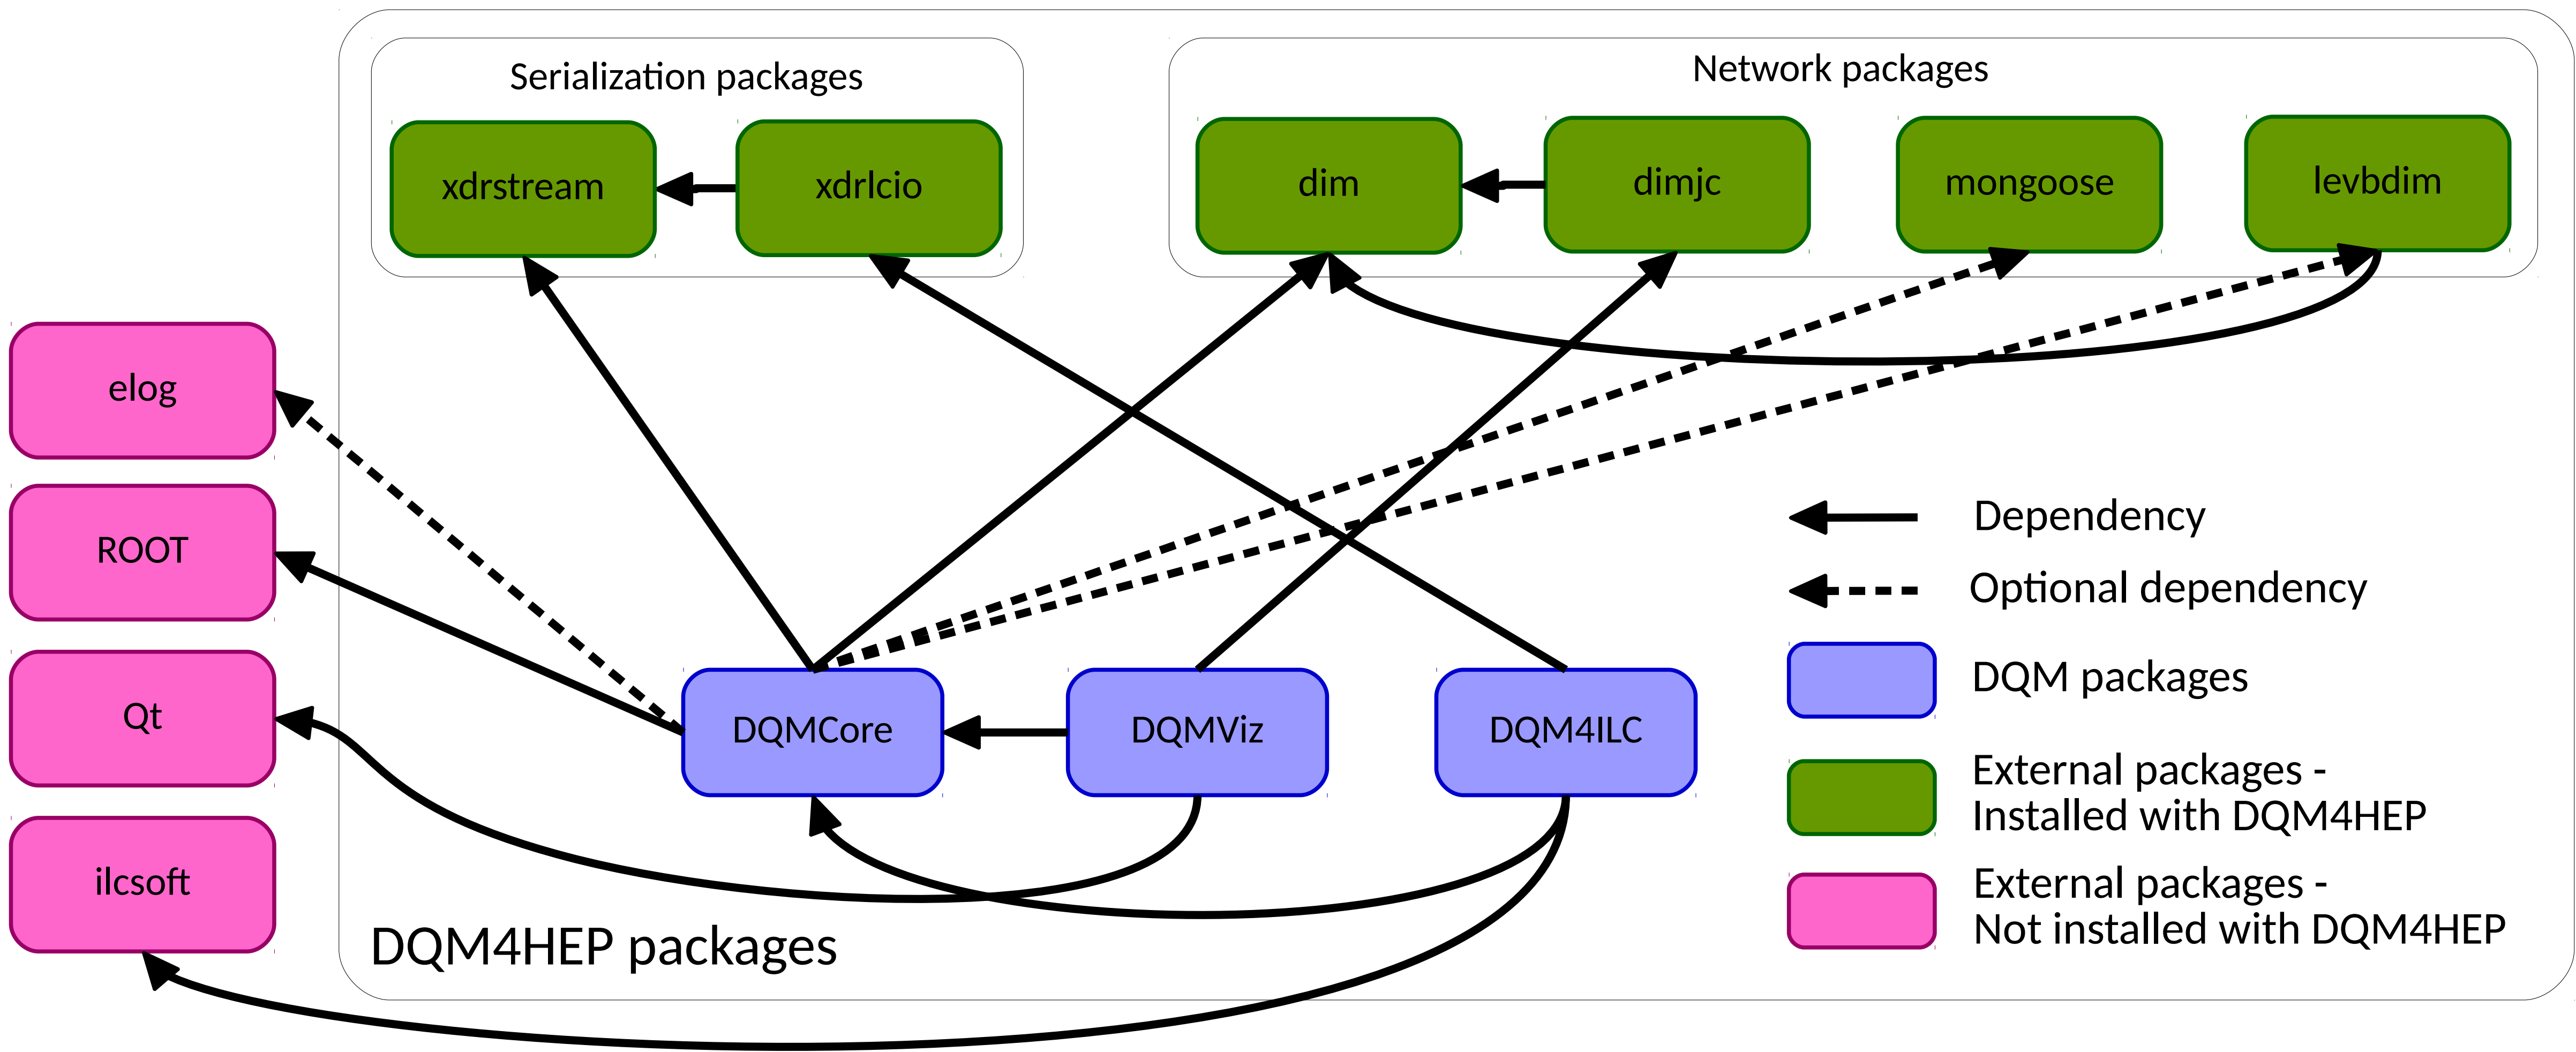 Serialization packages
Network packages
xdrstream
xdrlcio
dim
dimjc
mongoose
levbdim
elog
ROOT
Qt
ilcsoft
DQMCore
DQMViz
DQM4ILC
Dependency
Optional dependency
DQM packages
External packages -
Installed with DQM4HEP
External packages -
Not installed with DQM4HEP
DQM4HEP packages